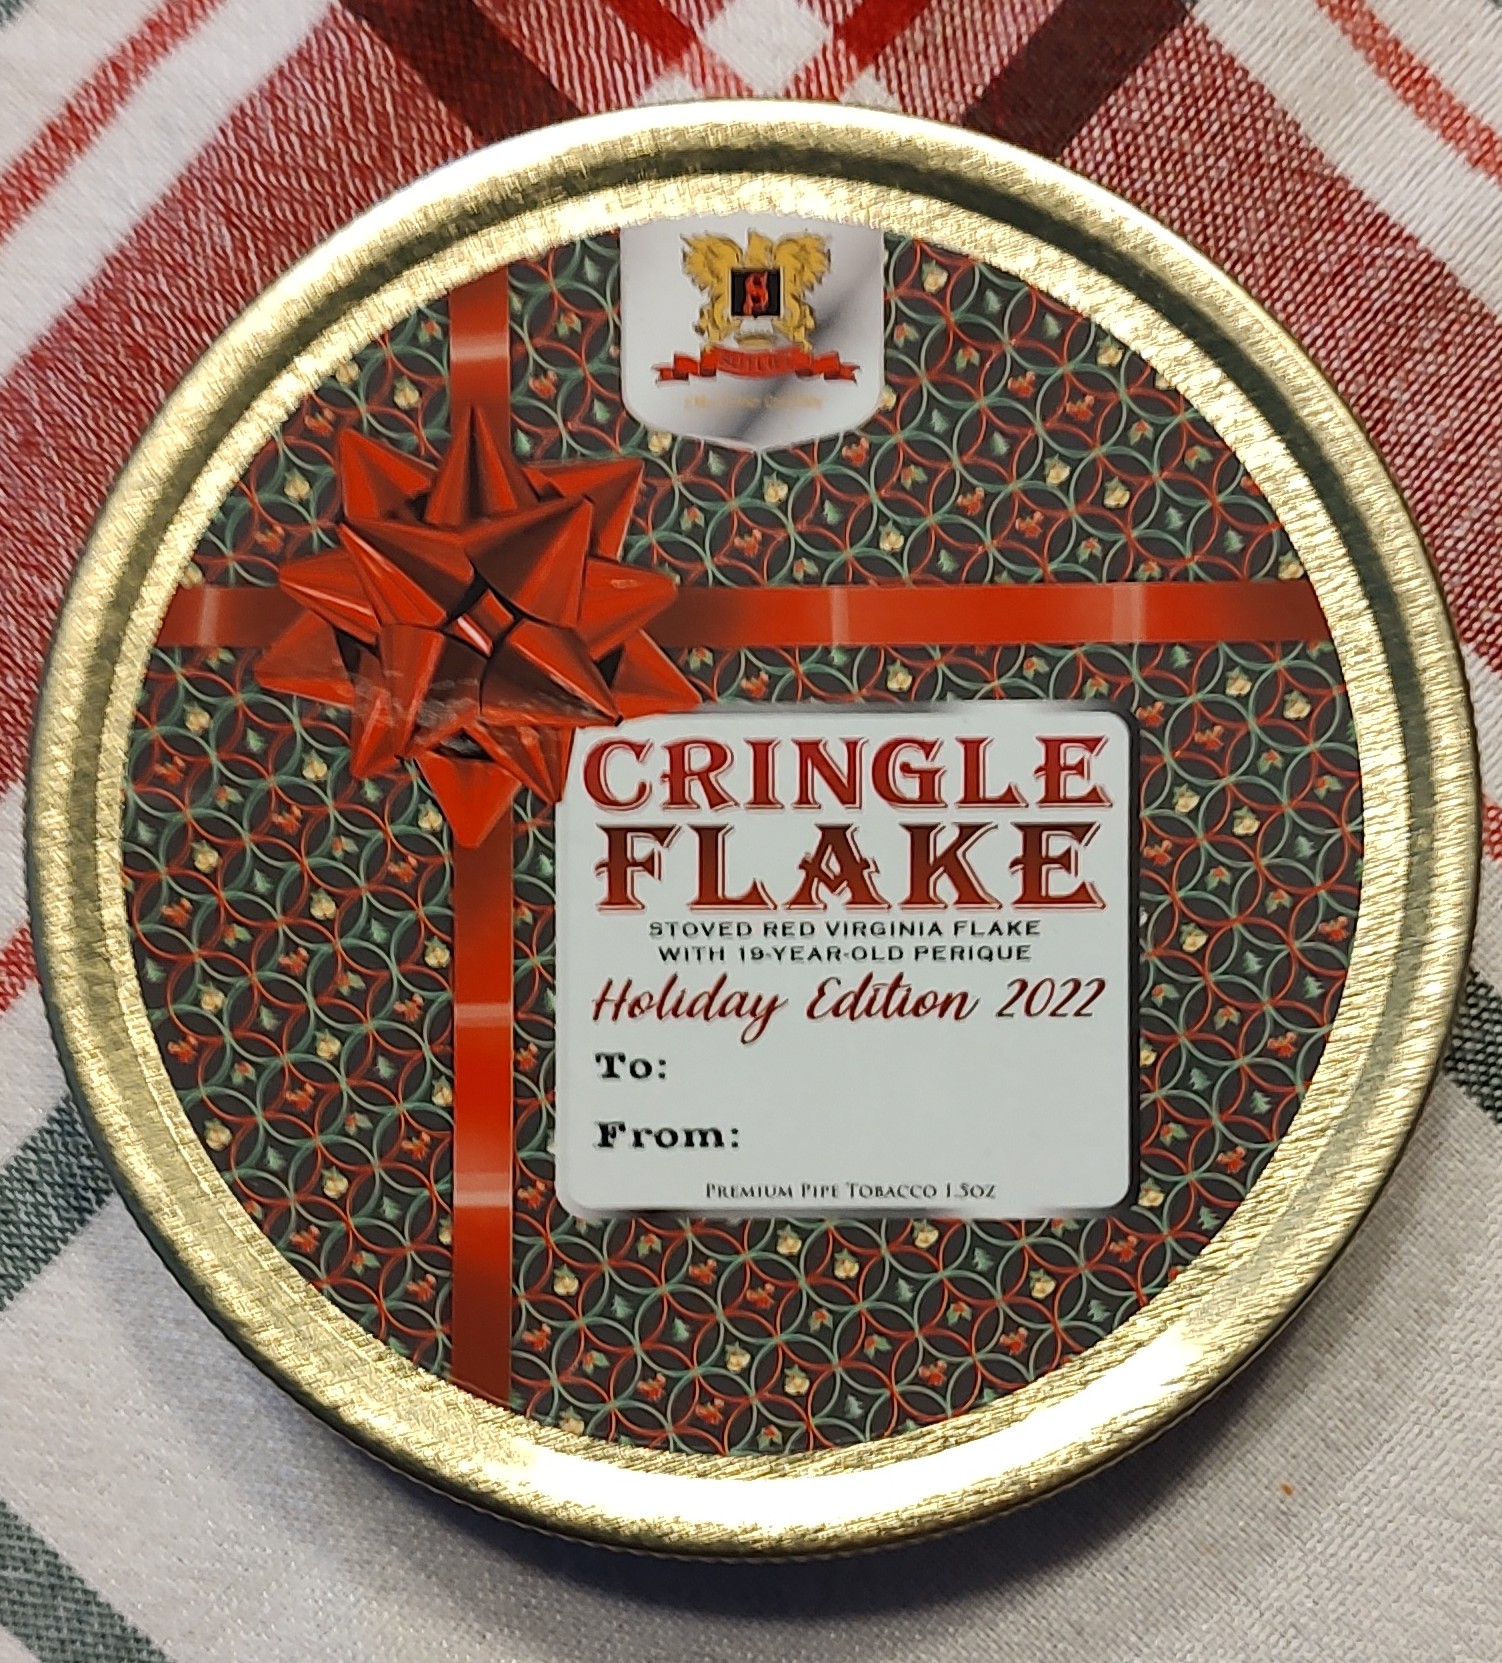 S
SUTLIFF
CRINGLE
FLAKE
STOVED RED VIRGINIA FLAKE
WITH 19-YEAR-OLD PERIQUE
Holiday Edition 2022
To:
From:
PREMIUM PIPE TOBACCO 1.5OZ